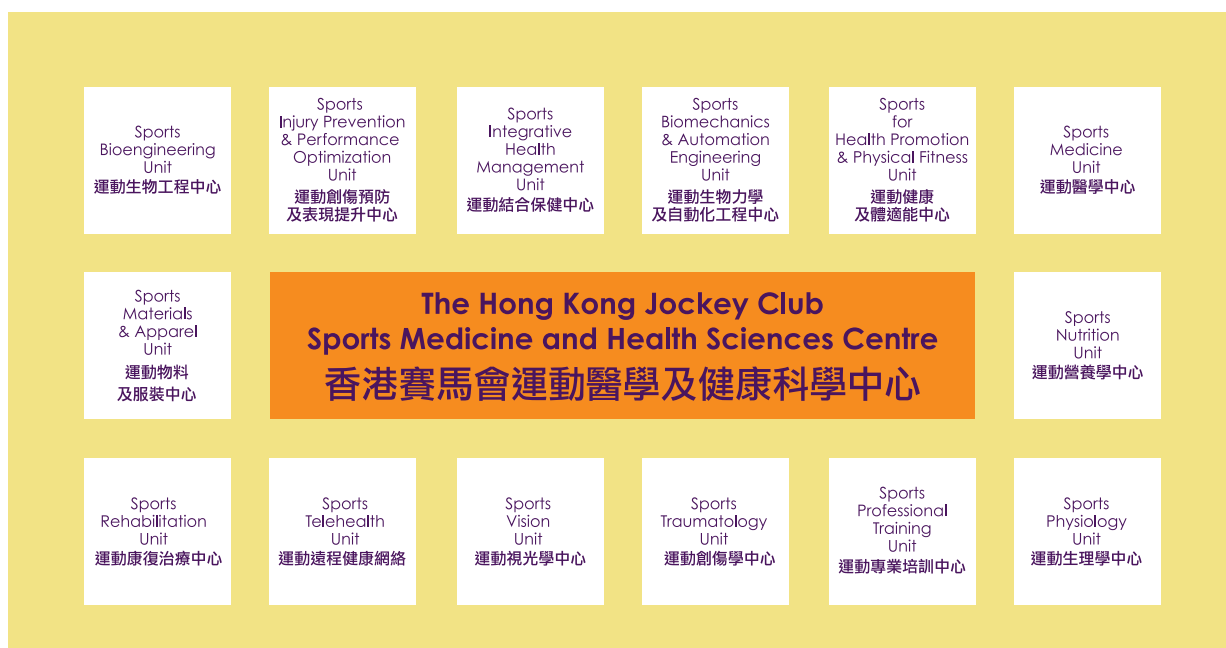 Sports
Bioengineering
Unit
運動生物工程中心
Sports
Injury Prevention
& Performance
Optimization
Unit
運動創傷預防
及表現提升中心
Sports
Integrative
Health
Management
Unit
運動結合保健中心
Sports
Biomechanics
& Automation
Engineering
Unit
運動生物力學
及自動化工程中心
Sports
for
Health Promotion
& Physical Fitness
Unit
運動健康
及體適能中心
Sports
Medicine
Unit
運動醫學中心
Sports
Materials
& Apparel
Unit
運動物料
及服裝中心
The Hong Kong Jockey Club
Sports Medicine and Health Sciences Centre
香港賽馬會運動醫學及健康科學中心
Sports
Nutrition
Unit
運動營養學中心
Sports
Rehabilitation
Unit
運動康復治療中心
Sports
Telehealth
Unit
運動遠程健康網絡
Sports
Vision
Unit
運動視光學中心
Sports
Traumatology
Unit
運動創傷學中心
Sports
Professional
Training
Unit
運動專業培訓中心
Sports
Physiology
Unit
運動生理學中心